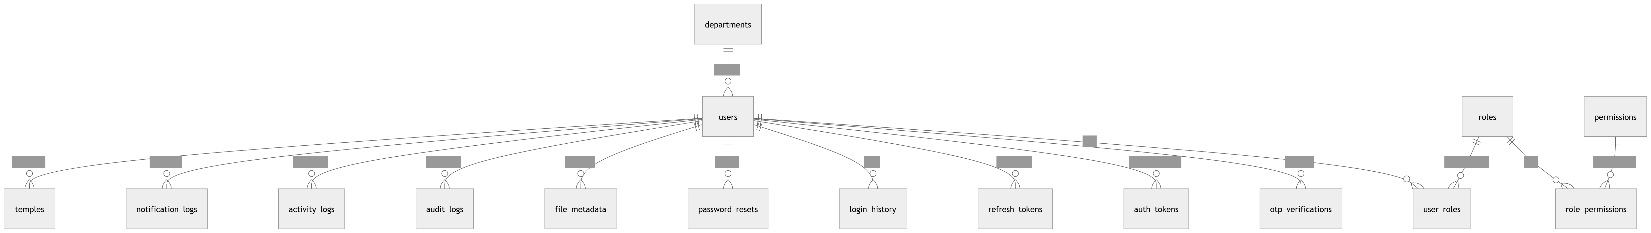 departments
users
roles
permissions
temples
notification_logs
activity_logs
audit_logs
file_metadata
password_resets
login_history
refresh_tokens
auth_tokens
otp_verifications
user_roles
role_permissions